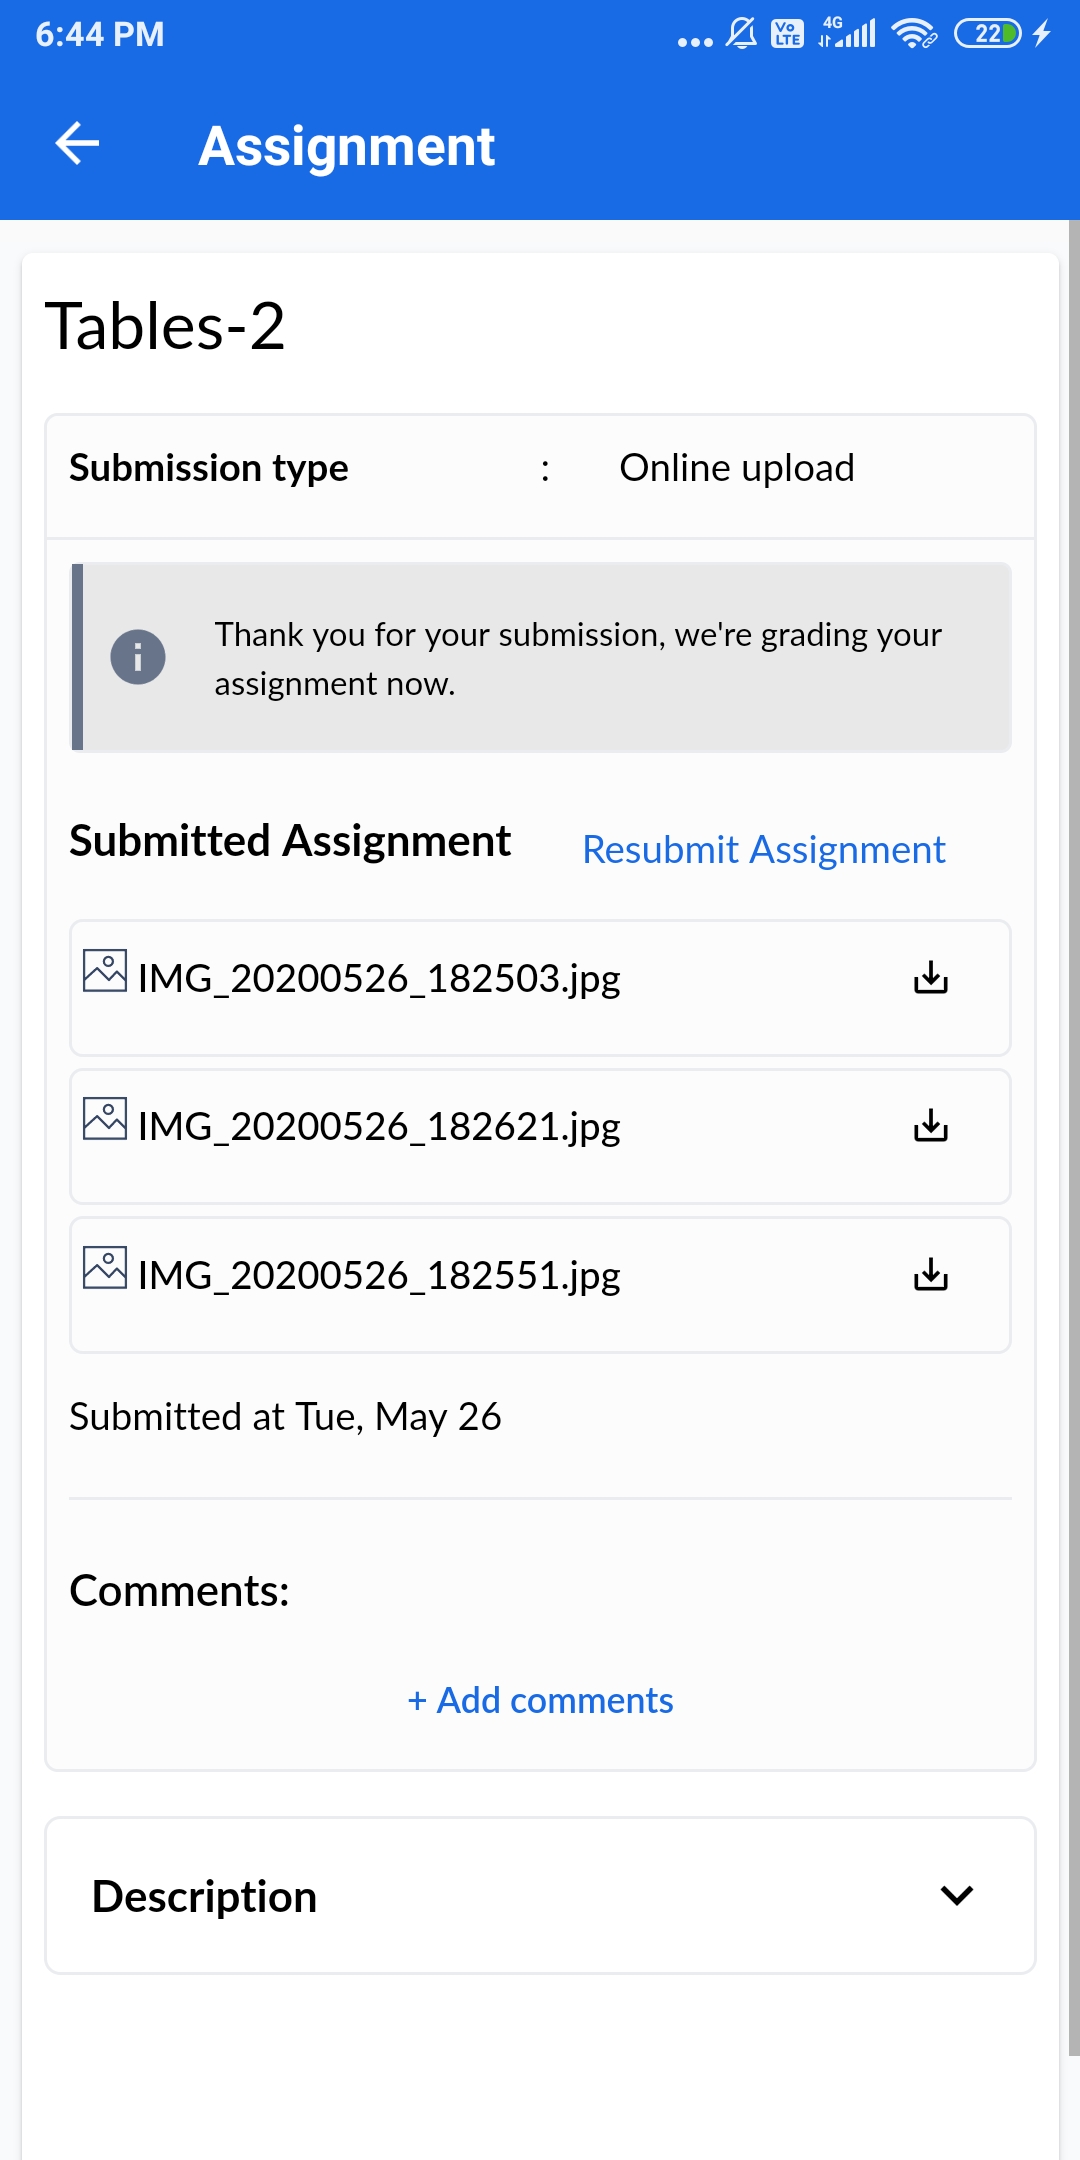 6:44 PM
Vo LTE
4G
22
Assignment
Tables-2
Submission type : Online upload
Thank you for your submission, we're grading your
assignment now.
Submitted Assignment Resubmit Assignment
IMG_20200526_182503.jpg
IMG_20200526_182621.jpg
IMG_20200526_182551.jpg
Submitted at Tue, May 26
Comments:
+ Add comments
Description